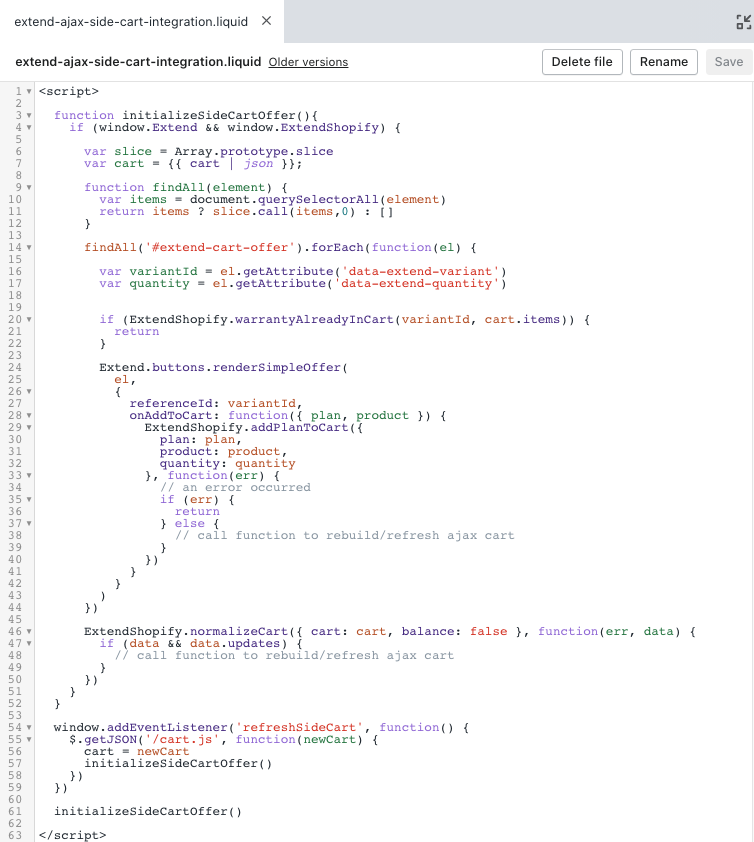 extend-ajax-side-cart-integration.liquid ×
extend-ajax-side-cart-integration.liquid Older versions Delete file Rename Save
1 <script>
2
3   function initializeSideCartOffer(){
4     if (window.Extend && window.ExtendShopify) {
5
6       var slice = Array.prototype.slice
7       var cart = {{ cart | json }};
8
9       function findAll(element) {
10         var items = document.querySelectorAll(element)
11         return items ? slice.call(items,0) : []
12       }
13
14       findAll('#extend-cart-offer').forEach(function(el) {
15
16         var variantId = el.getAttribute('data-extend-variant')
17         var quantity = el.getAttribute('data-extend-quantity')
18
19
20         if (ExtendShopify.warrantyAlreadyInCart(variantId, cart.items)) {
21           return
22         }
23
24         Extend.buttons.renderSimpleOffer(
25           el,
26           {
27             referenceId: variantId,
28             onAddToCart: function({ plan, product }) {
29               ExtendShopify.addPlanToCart({
30                 plan: plan,
31                 product: product,
32                 quantity: quantity
33               }, function(err) {
34                 // an error occurred
35                 if (err) {
36                   return
37                 } else {
38                   // call function to rebuild/refresh ajax cart
39                 }
40               })
41             }
42           }
43         )
44       })
45
46       ExtendShopify.normalizeCart({ cart: cart, balance: false }, function(err, data) {
47         if (data && data.updates) {
48           // call function to rebuild/refresh ajax cart
49         }
50       })
51     }
52   }
53
54   window.addEventListener('refreshSideCart', function() {
55     $.getJSON('/cart.js', function(newCart) {
56       cart = newCart
57       initializeSideCartOffer()
58     })
59   })
60
61   initializeSideCartOffer()
62
63 </script>